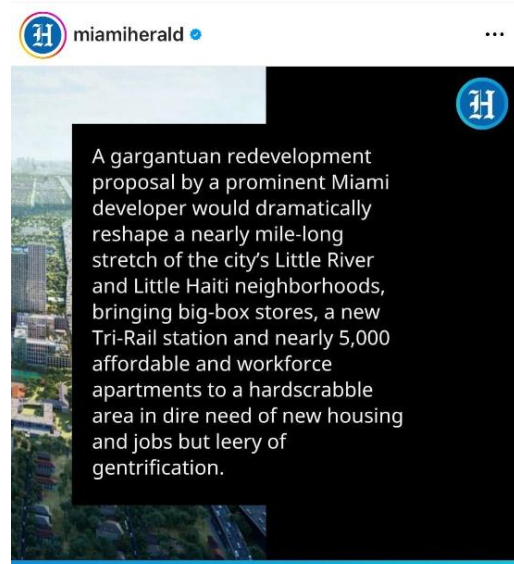 miamiherald
H
H
A gargantuan redevelopment
proposal by a prominent Miami
developer would dramatically
reshape a nearly mile-long
stretch of the city's Little River
and Little Haiti neighborhoods,
bringing big-box stores, a new
Tri-Rail station and nearly 5,000
affordable and workforce
apartments to a hardscrabble
area in dire need of new housing
and jobs but leery of
gentrification.